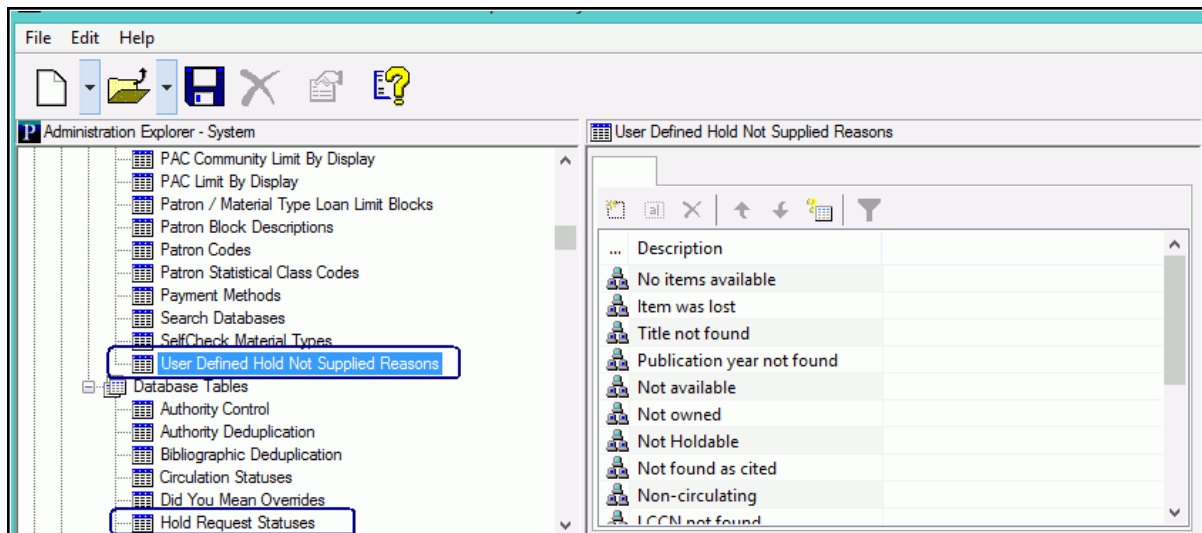 File Edit Help
Administration Explorer - System
PAC Community Limit By Display
PAC Limit By Display
Patron / Material Type Loan Limit Blocks
Patron Block Descriptions
Patron Codes
Patron Statistical Class Codes
Payment Methods
Search Databases
SelfCheck Material Types
User Defined Hold Not Supplied Reasons
Database Tables
Authority Control
Authority Deduplication
Bibliographic Deduplication
Circulation Statuses
Did You Mean Overrides
Hold Request Statuses
User Defined Hold Not Supplied Reasons
... Description
No items available
Item was lost
Title not found
Publication year not found
Not available
Not owned
Not Holdable
Not found as cited
Non-circulating
LCCN not found